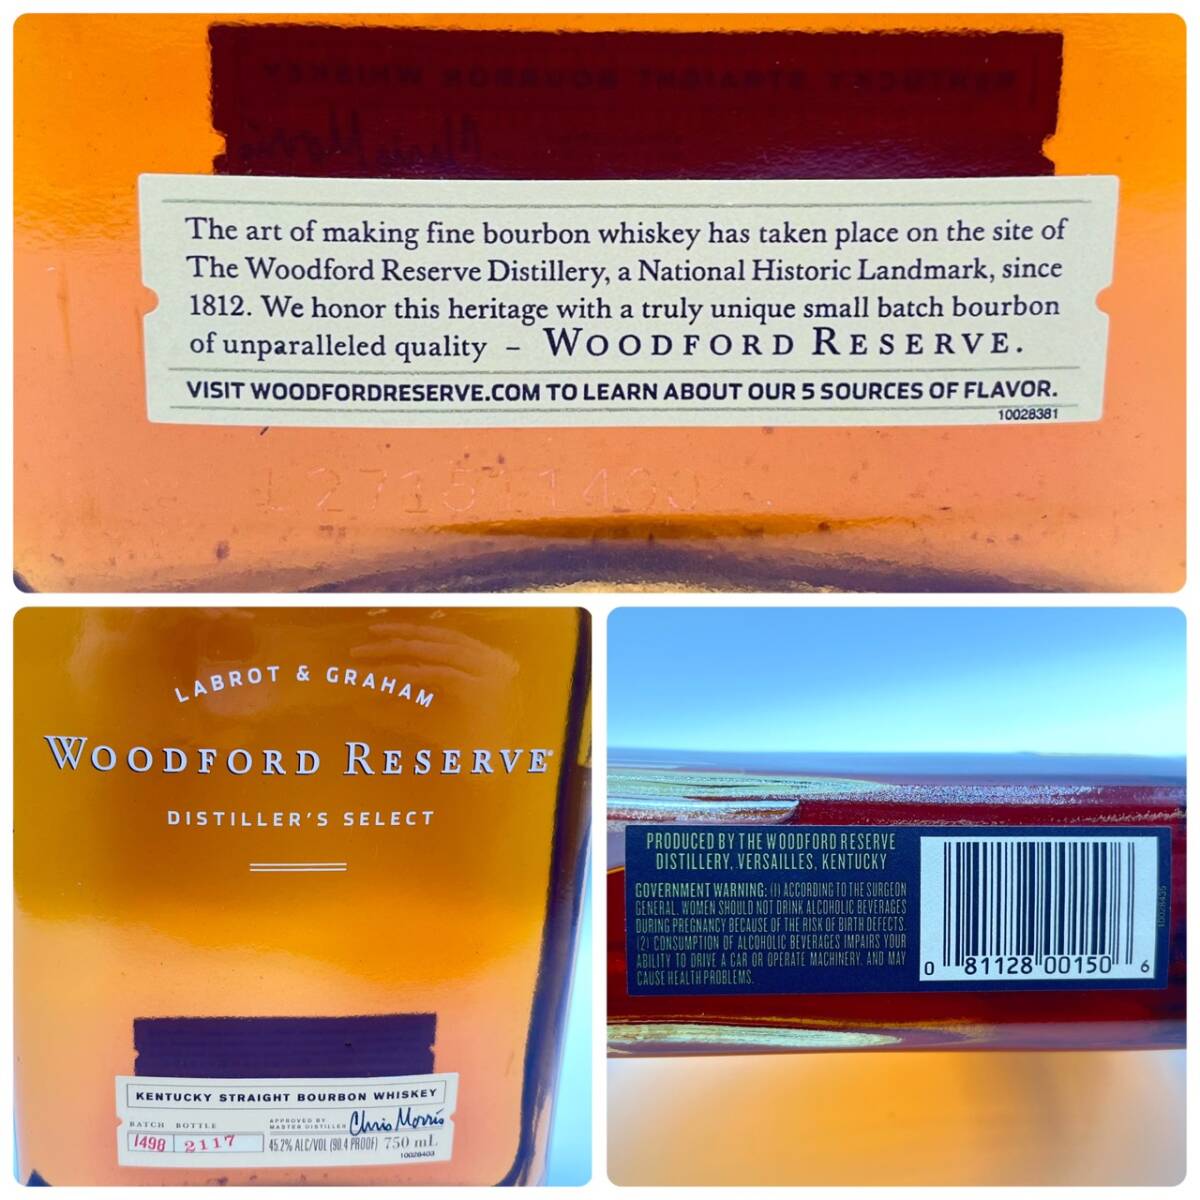 The art of making fine bourbon whiskey has taken place on the site of
The Woodford Reserve Distillery, a National Historic Landmark, since
1812. We honor this heritage with a truly unique small batch bourbon
of unparalleled quality – WOODFORD RESERVE.
VISIT WOODFORDRESERVE.COM TO LEARN ABOUT OUR 5 SOURCES OF FLAVOR.
10028381
LABROT & GRAHAM
WOODFORD RESERVE
DISTILLER'S SELECT
KENTUCKY STRAIGHT BOURBON WHISKEY
BATCH BOTTLE
1498 2117
APPROVED BY
MASTER DISTILLER Chris Morris
45.2% ALC/VOL (90.4 PROOF) 750 mL
10028403
PRODUCED BY THE WOODFORD RESERVE
DISTILLERY, VERSAILLES, KENTUCKY
GOVERNMENT WARNING: (1) ACCORDING TO THE SURGEON
GENERAL, WOMEN SHOULD NOT DRINK ALCOHOLIC BEVERAGES
DURING PREGNANCY BECAUSE OF THE RISK OF BIRTH DEFECTS.
(2) CONSUMPTION OF ALCOHOLIC BEVERAGES IMPAIRS YOUR
ABILITY TO DRIVE A CAR OR OPERATE MACHINERY, AND MAY
CAUSE HEALTH PROBLEMS.
0 81128 00150 6